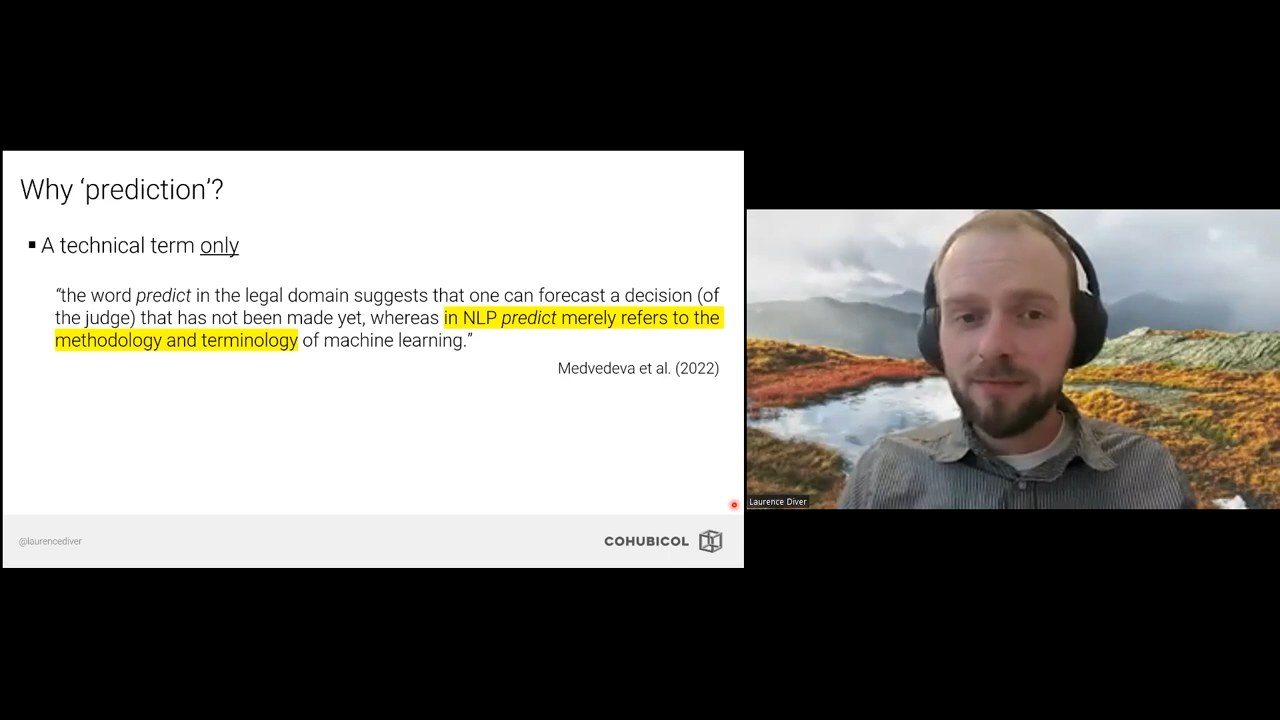 Why ‘prediction’?
▪ A technical term only
“the word predict in the legal domain suggests that one can forecast a decision (of
the judge) that has not been made yet, whereas in NLP predict merely refers to the
methodology and terminology of machine learning.”
Medvedeva et al. (2022)
@laurencediver
COHUBICOL
Laurence Diver